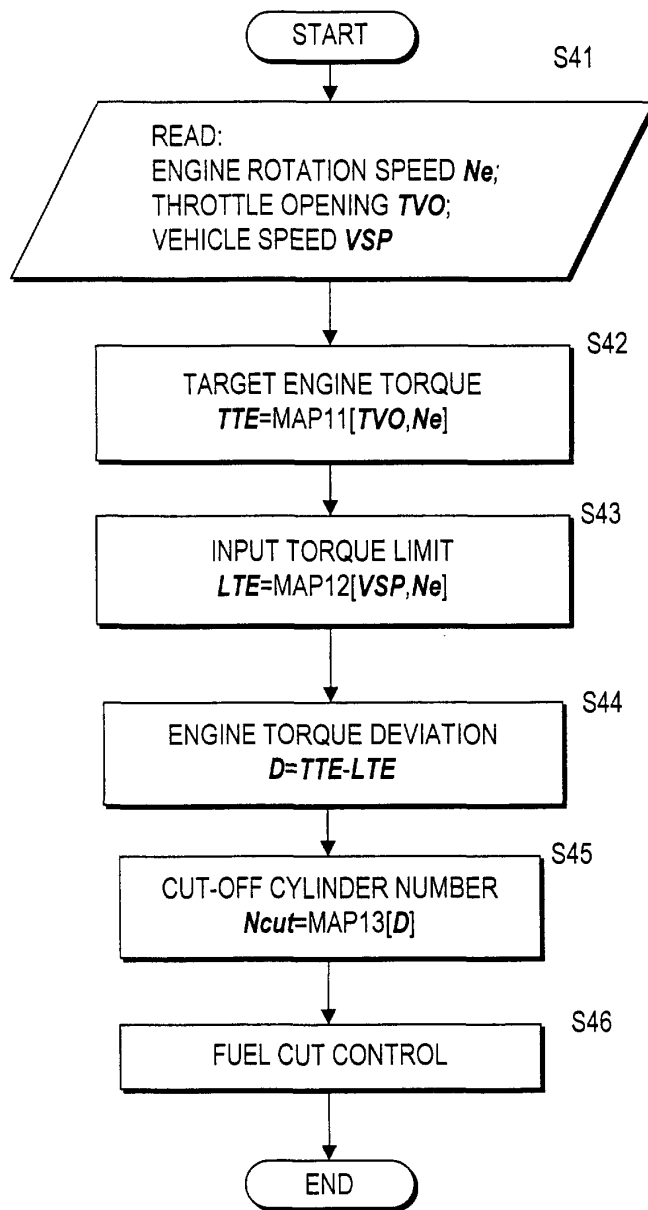 START
S41
READ:
ENGINE ROTATION SPEED Ne;
THROTTLE OPENING TVO;
VEHICLE SPEED VSP
S42
TARGET ENGINE TORQUE
TTE=MAP11[TVO,Ne]
S43
INPUT TORQUE LIMIT
LTE=MAP12[VSP,Ne]
S44
ENGINE TORQUE DEVIATION
D=TTE-LTE
S45
CUT-OFF CYLINDER NUMBER
Ncut=MAP13[D]
S46
FUEL CUT CONTROL
END